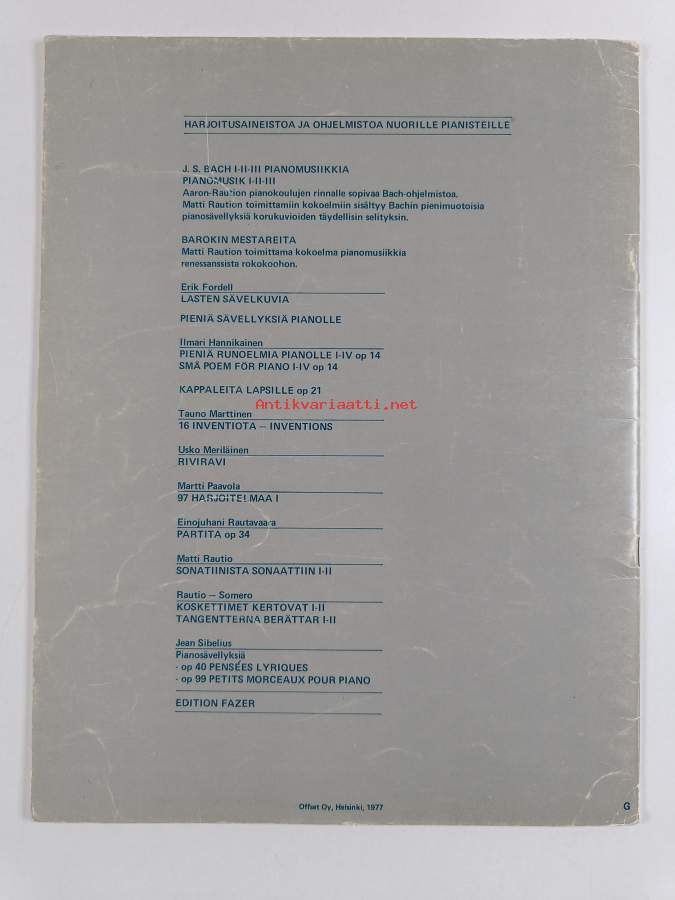 HARJOITUSAINEISTOA JA OHJELMISTOA NUORILLE PIANISTEILLE
J. S. BACH I-II-III PIANOMUSIIKKIA
PIANOMUSIK I-II-III
Aaron-Raution pianokoulujen rinnalle sopivaa Bach-ohjelmistoa.
Matti Raution toimittamiin kokoelmiin sisältyy Bachin pienimuotoisia
pianosävellyksiä korukuvioiden täydellisin selityksin.
BAROKIN MESTAREITA
Matti Raution toimittama kokoelma pianomusiikkia
renessanssista rokokoohon.
Erik Fordell
LASTEN SÄVELKUVIA
PIENIÄ SÄVELLYKSIÄ PIANOLLE
Ilmari Hannikainen
PIENIÄ RUNOELMIA PIANOLLE I-IV op 14
SMÅ POEM FÖR PIANO I-IV op 14
KAPPALEITA LAPSILLE op 21
Antikvariaatti.net
Tauno Marttinen
16 INVENTIOTA – INVENTIONS
Usko Meriläinen
RIVIRAVI
Martti Paavola
97 HARJOITELMAA I
Einojuhani Rautavaara
PARTITA op 34
Matti Rautio
SONATIINISTA SONAATTIIN I-II
Rautio – Somero
KOSKETTIMET KERTOVAT I-II
TANGENTTERNA BERÄTTAR I-II
Jean Sibelius
Pianosävellyksiä
- op 40 PENSÉES LYRIQUES
- op 99 PETITS MORCEAUX POUR PIANO
EDITION FAZER
Offset Oy, Helsinki, 1977
G